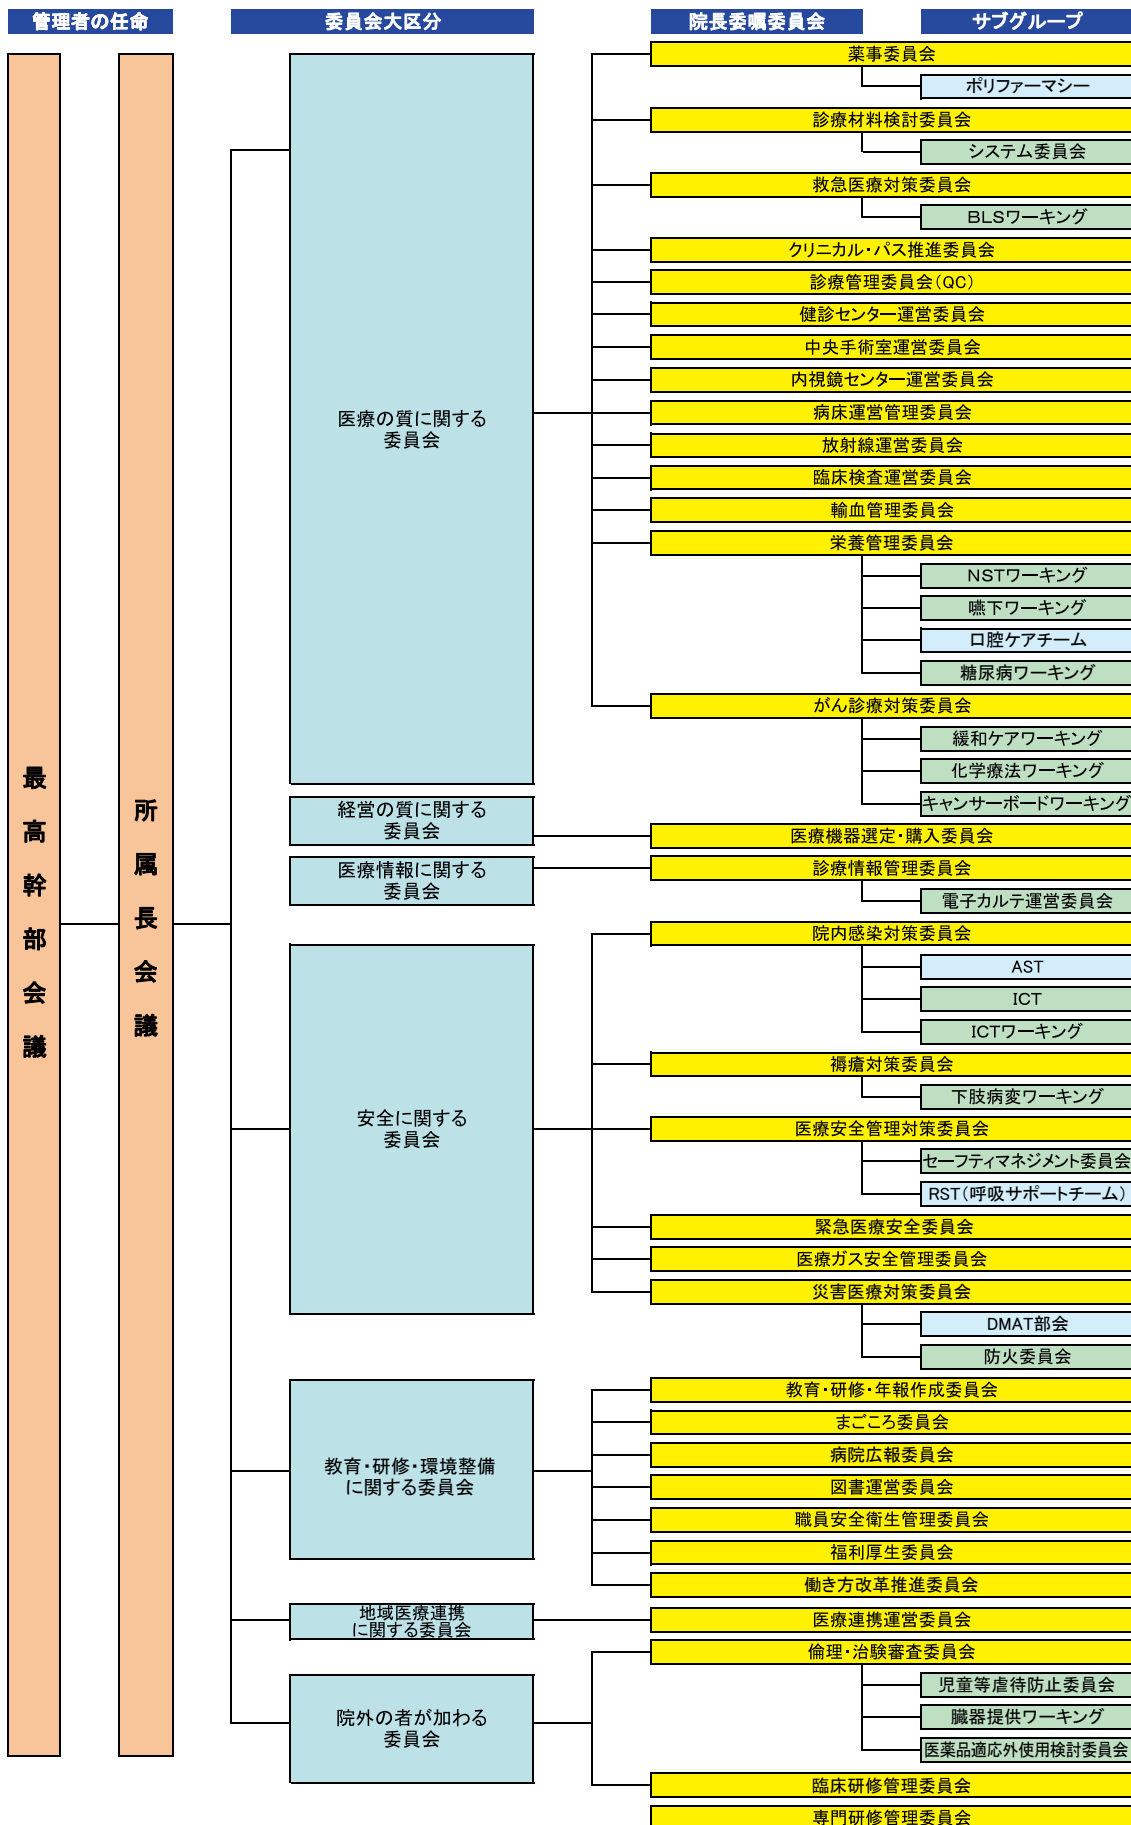 管理者の任命
委員会大区分
院長委嘱委員会
サブグループ
最高幹部会議
所属長会議
医療の質に関する
委員会
薬事委員会
ポリファーマシー
診療材料検討委員会
システム委員会
救急医療対策委員会
BLSワーキング
クリニカル・パス推進委員会
診療管理委員会(QC)
健診センター運営委員会
中央手術室運営委員会
内視鏡センター運営委員会
病床運営管理委員会
放射線運営委員会
臨床検査運営委員会
輸血管理委員会
栄養管理委員会
NSTワーキング
嚥下ワーキング
口腔ケアチーム
糖尿病ワーキング
がん診療対策委員会
緩和ケアワーキング
化学療法ワーキング
キャンサーボードワーキング
経営の質に関する
委員会
医療機器選定・購入委員会
医療情報に関する
委員会
診療情報管理委員会
電子カルテ運営委員会
安全に関する
委員会
院内感染対策委員会
AST
ICT
ICTワーキング
褥瘡対策委員会
下肢病変ワーキング
医療安全管理対策委員会
セーフティマネジメント委員会
RST(呼吸サポートチーム)
緊急医療安全委員会
医療ガス安全管理委員会
災害医療対策委員会
DMAT部会
防火委員会
教育・研修・環境整備
に関する委員会
教育・研修・年報作成委員会
まごころ委員会
病院広報委員会
図書運営委員会
職員安全衛生管理委員会
福利厚生委員会
働き方改革推進委員会
地域医療連携
に関する委員会
医療連携運営委員会
院外の者が加わる
委員会
倫理・治験審査委員会
児童等虐待防止委員会
臓器提供ワーキング
医薬品適応外使用検討委員会
臨床研修管理委員会
専門研修管理委員会